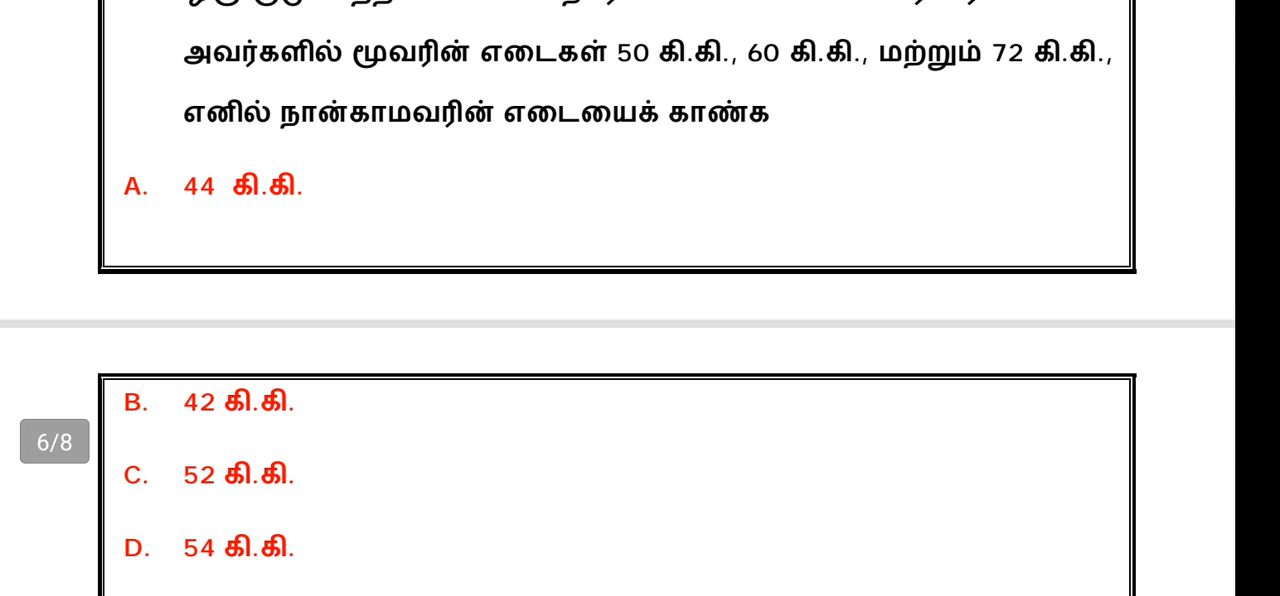 அவர்களில் மூவரின் எடைகள் 50 கி.கி., 60 கி.கி., மற்றும் 72 கி.கி.,
எனில் நான்காமவரின் எடையைக் காண்க
A. 44 கி.கி.
B. 42 கி.கி.
6/8
C. 52 கி.கி.
D. 54 கி.கி.